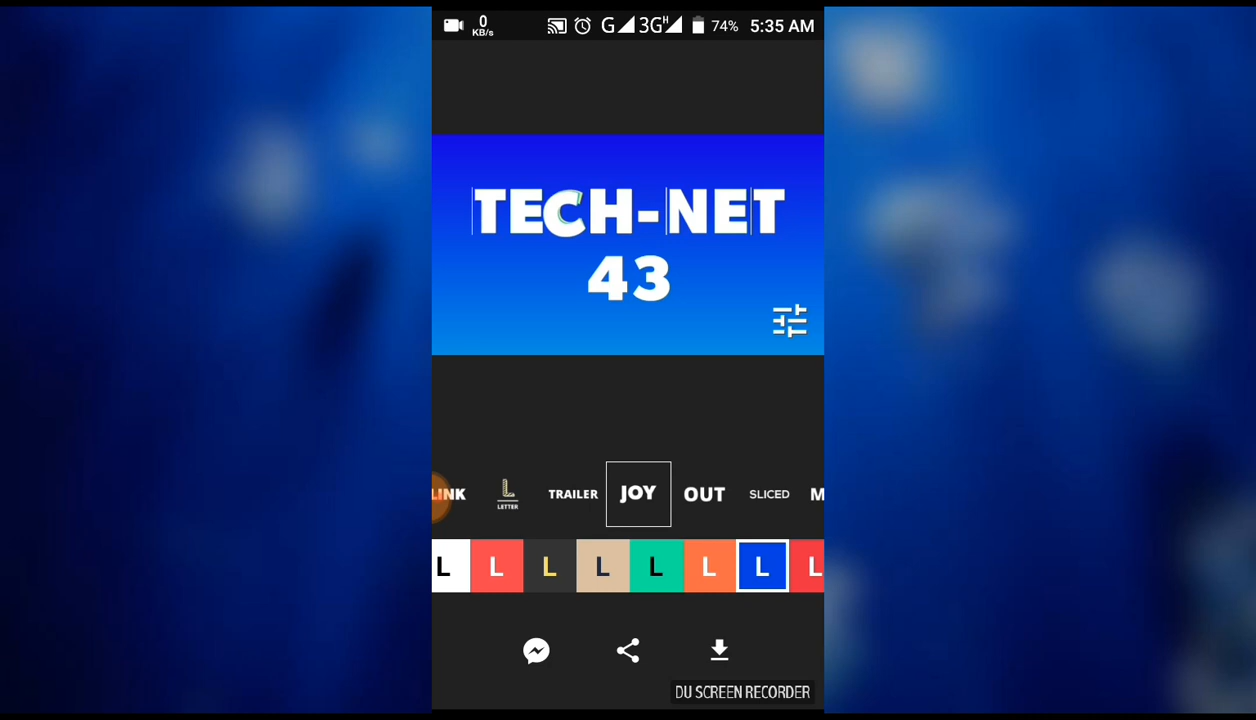 0 KB/s G 3G H 74% 5:35 AM
TECH-NET
43
LINK L LETTER TRAILER JOY OUT SLICED M
L L L L L L L L
DU SCREEN RECORDER